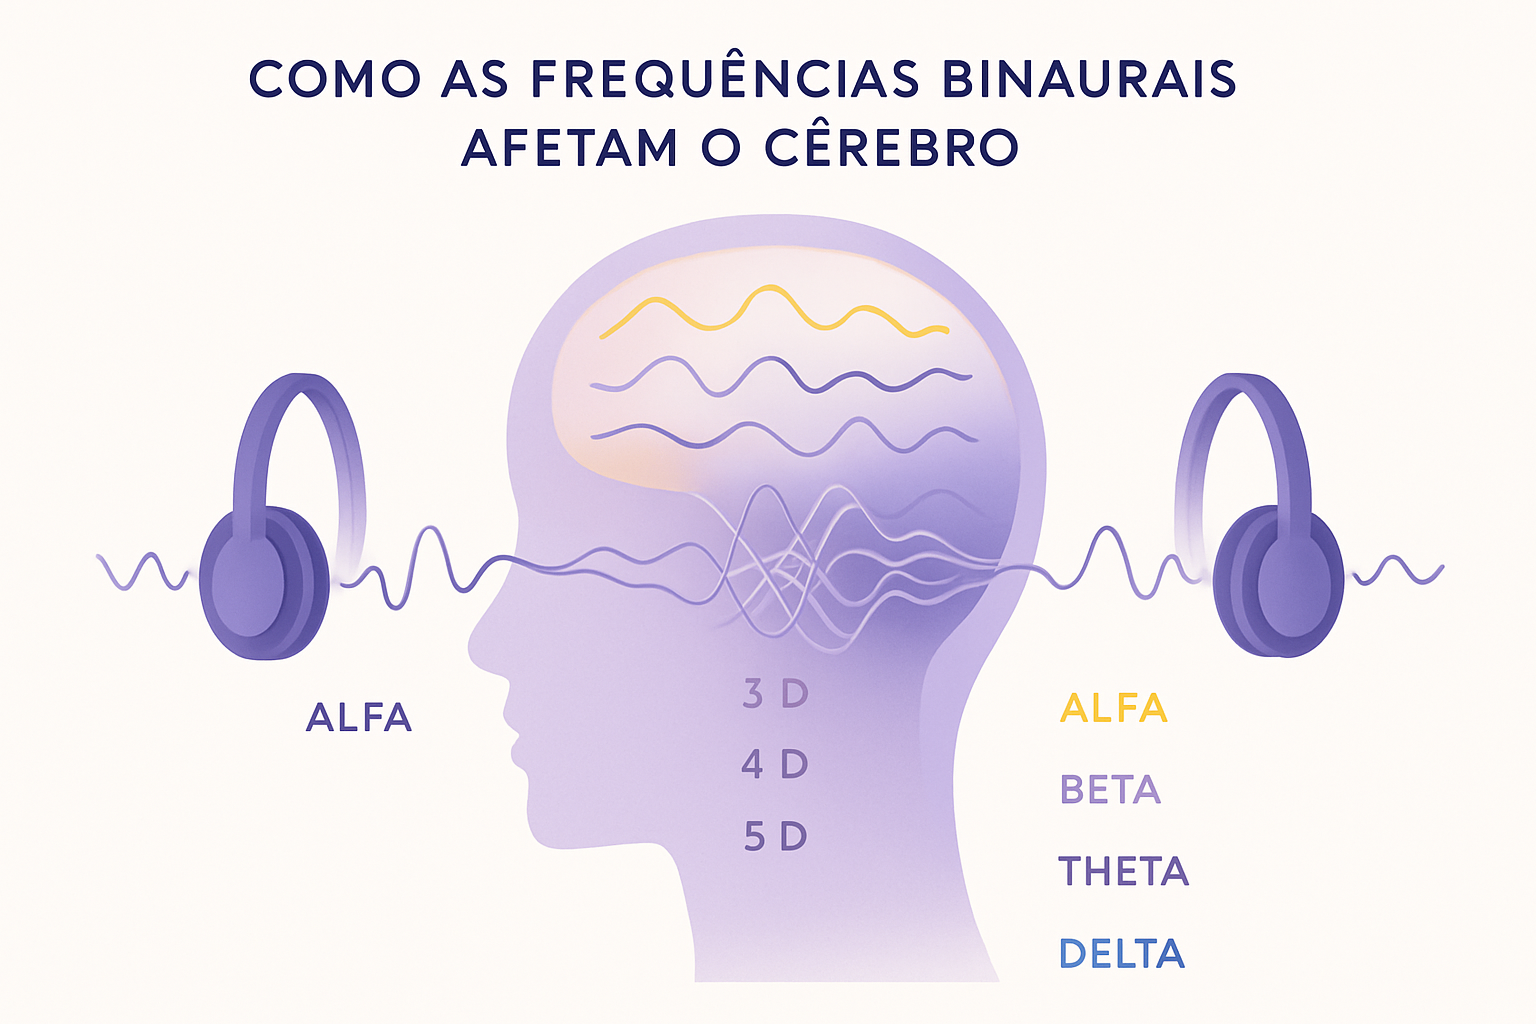 COMO AS FREQUÊNCIAS BINAURAIS
AFETAM O CÊREBRO
ALFA
3 D
4 D
5 D
ALFA
BETA
THETA
DELTA